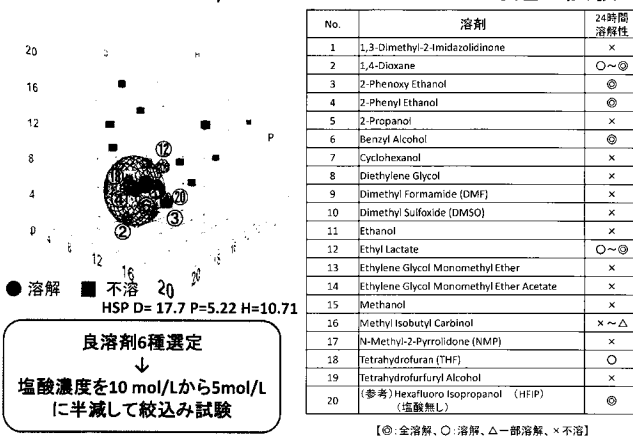 20
16
12
8
4
0
H
P
4
8
12
16
20
20
16
⑫
⑲
⑱
⑳
③
②
● 溶解 ■ 不溶
HSP D= 17.7 P=5.22 H=10.71
良溶剤6種選定
↓
塩酸濃度を10 mol/Lから5mol/L
に半減して絞込み試験
No. 溶剤 24時間溶解性
1 1,3-Dimethyl-2-Imidazolidinone ×
2 1,4-Dioxane ○~◎
3 2-Phenoxy Ethanol ◎
4 2-Phenyl Ethanol ◎
5 2-Propanol ×
6 Benzyl Alcohol ◎
7 Cyclohexanol ×
8 Diethylene Glycol ×
9 Dimethyl Formamide (DMF) ×
10 Dimethyl Sulfoxide (DMSO) ×
11 Ethanol ×
12 Ethyl Lactate ○~◎
13 Ethylene Glycol Monomethyl Ether ×
14 Ethylene Glycol Monomethyl Ether Acetate ×
15 Methanol ×
16 Methyl Isobutyl Carbinol ×~△
17 N-Methyl-2-Pyrrolidone (NMP) ×
18 Tetrahydrofuran (THF) ○
19 Tetrahydrofurfuryl Alcohol ×
20 (参考) Hexafluoro Isopropanol (HFIP) ◎
(塩酸無し)
【◎:全溶解、○:溶解、△一部溶解、×不溶】